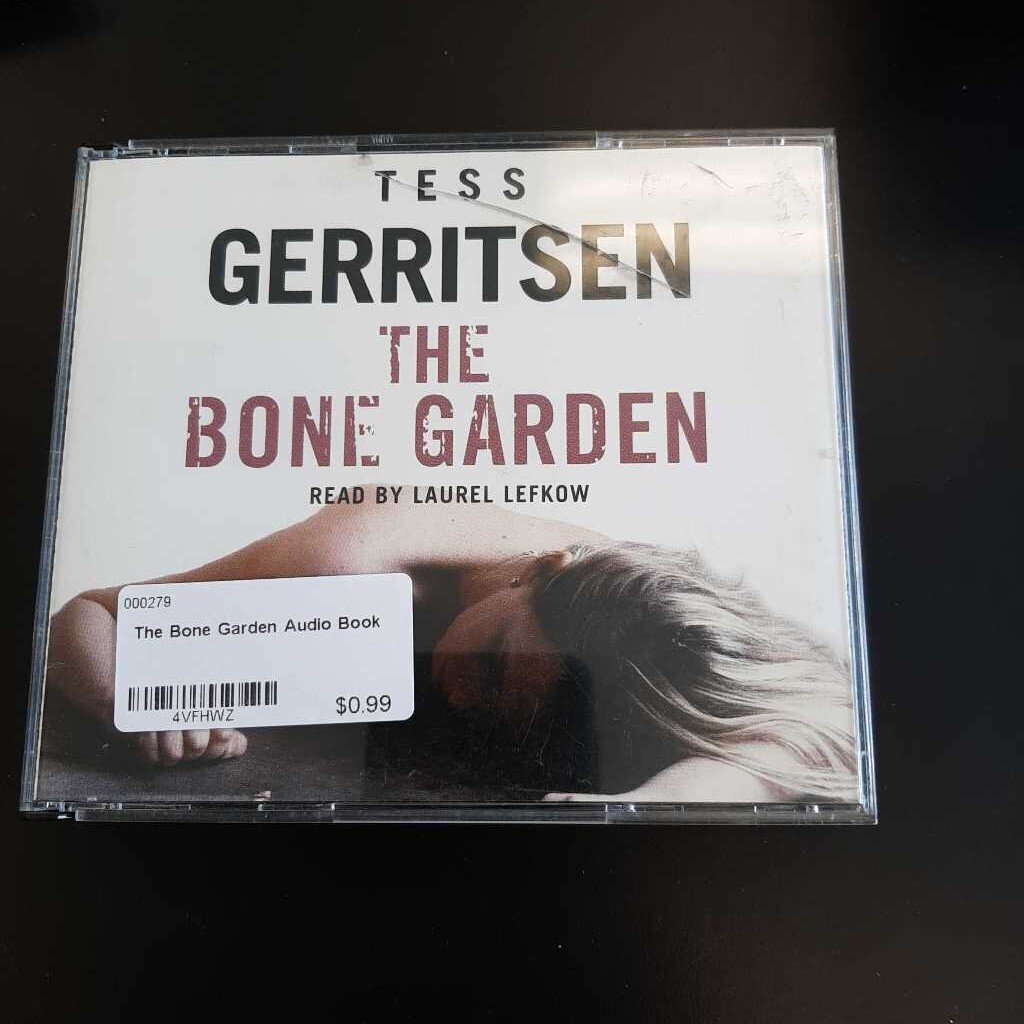 TESS
GERRITSEN
THE
BONE GARDEN
READ BY LAUREL LEFKOW
000279
The Bone Garden Audio Book
4VFHWZ
$0.99